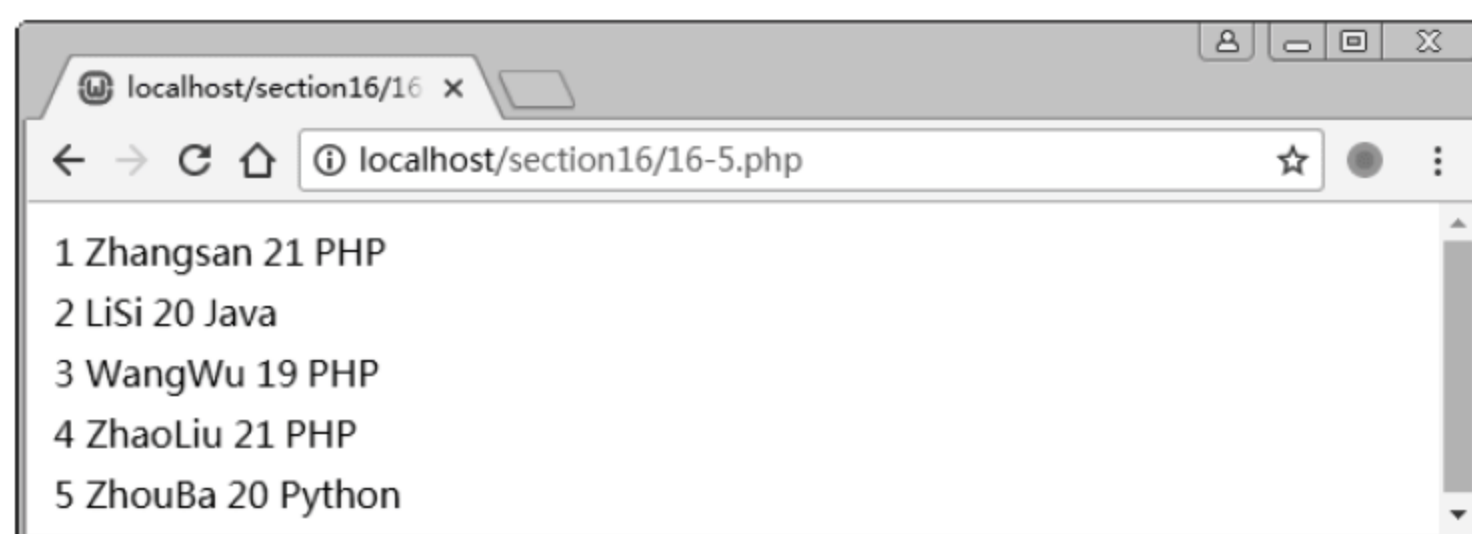 localhost/section16/16
localhost/section16/16-5.php
1 Zhangsan 21 PHP
2 LiSi 20 Java
3 WangWu 19 PHP
4 ZhaoLiu 21 PHP
5 ZhouBa 20 Python